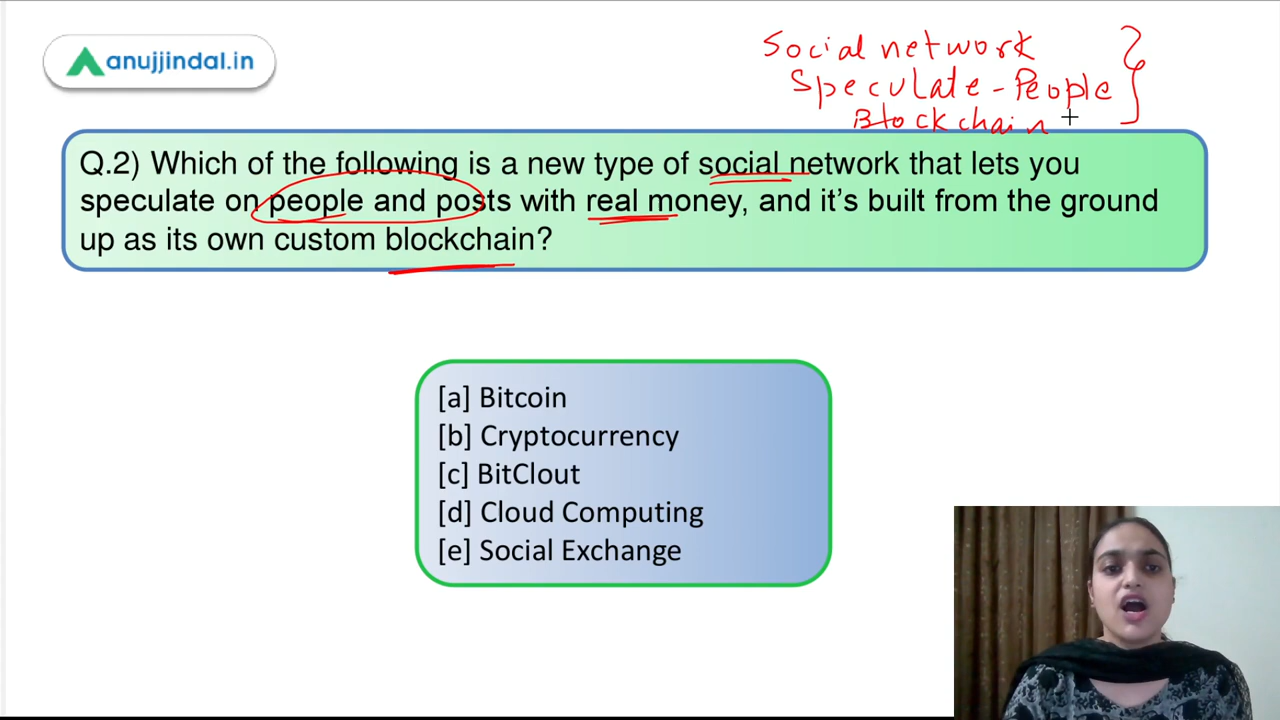 anujjindal.in
Social network
Speculate - People
Blockchain
Q.2) Which of the following is a new type of social network that lets you
speculate on people and posts with real money, and it’s built from the ground
up as its own custom blockchain?
[a] Bitcoin
[b] Cryptocurrency
[c] BitClout
[d] Cloud Computing
[e] Social Exchange